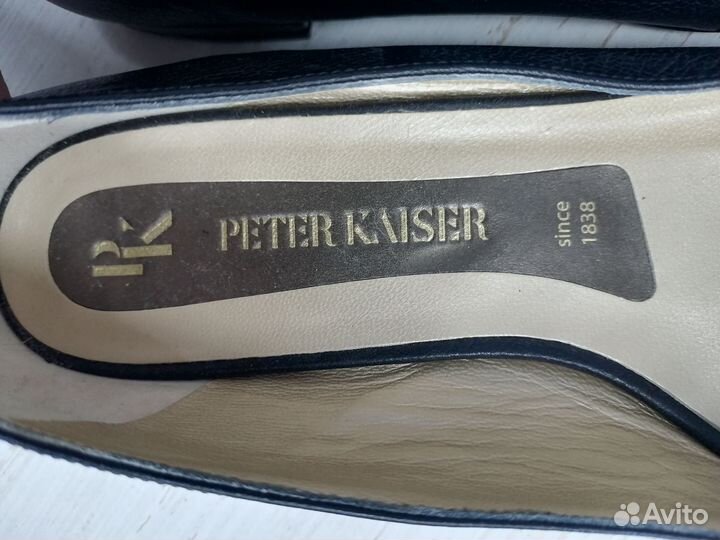 PK
PETER KAISER
since
1838
Avito